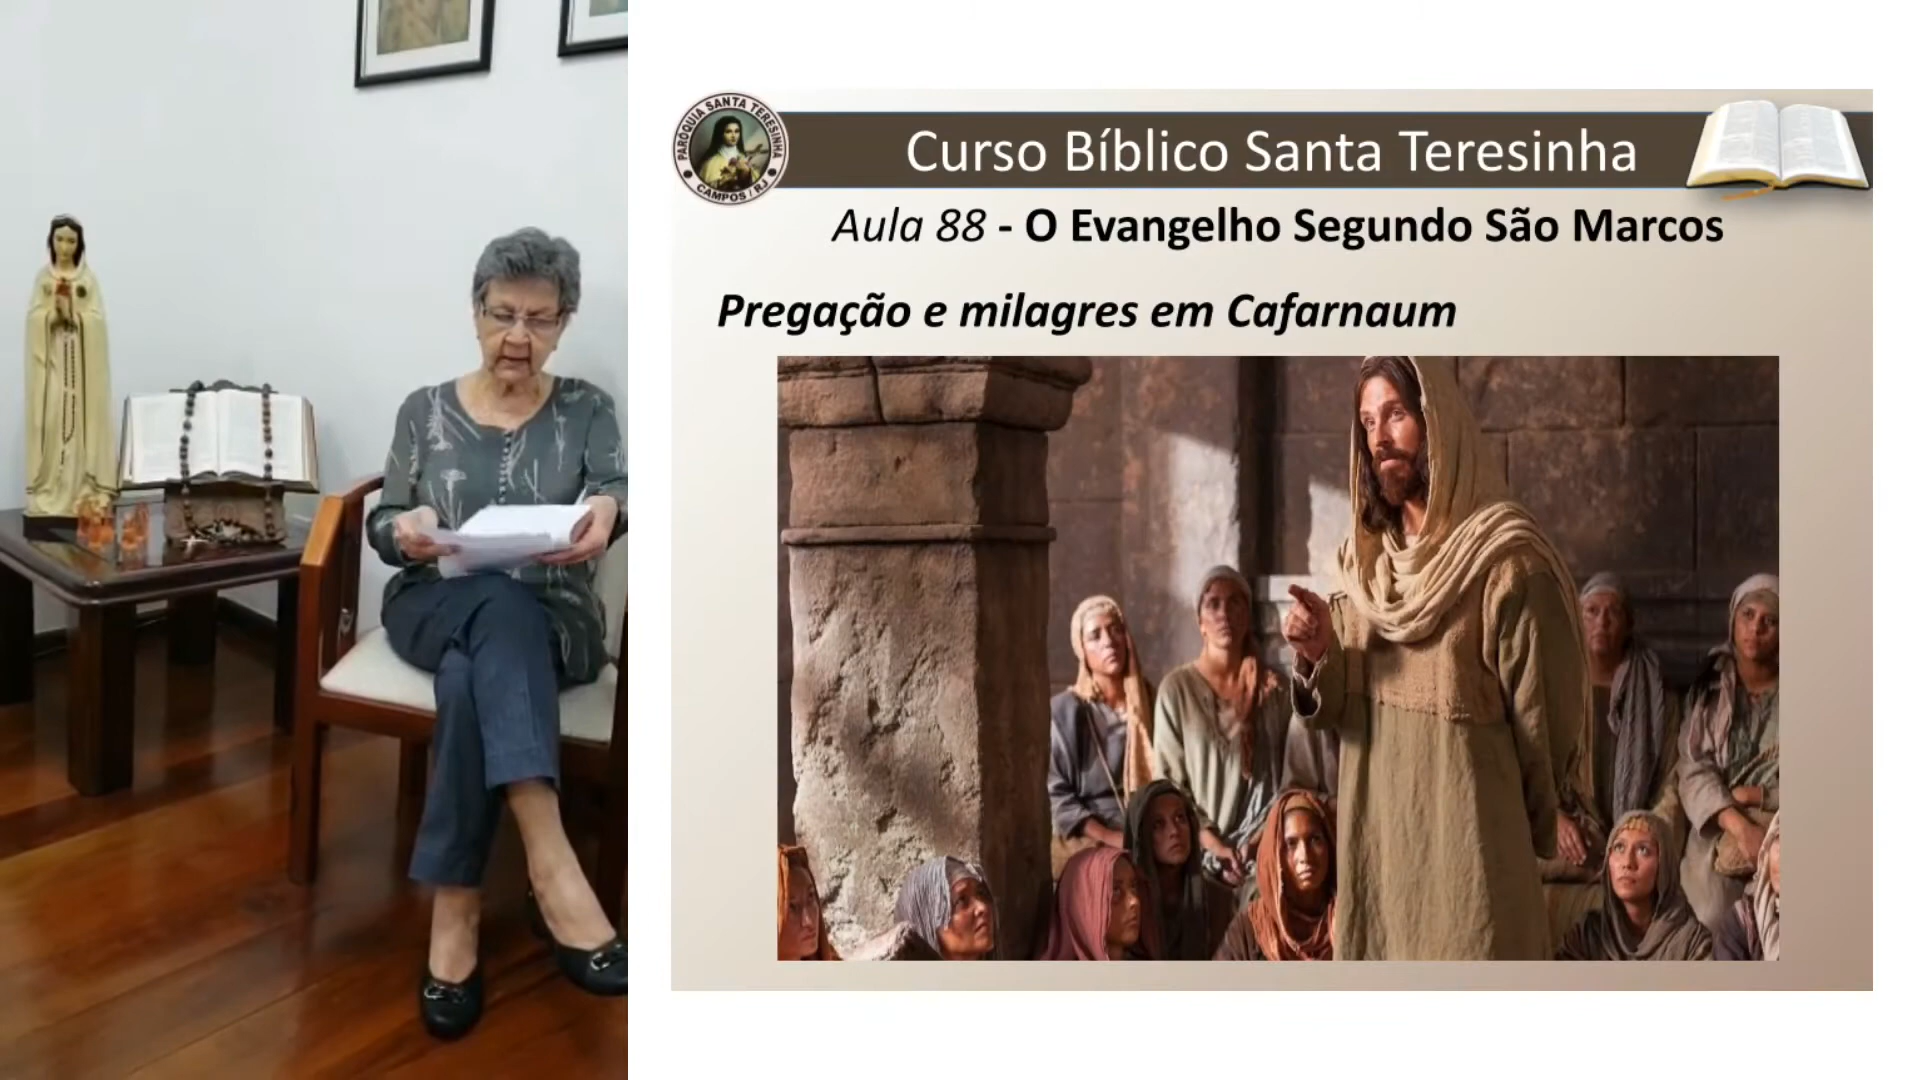 PARÓQUIA SANTA TERESINHA
CAMPOS / RJ
Curso Bíblico Santa Teresinha
Aula 88 - O Evangelho Segundo São Marcos
Pregação e milagres em Cafarnaum